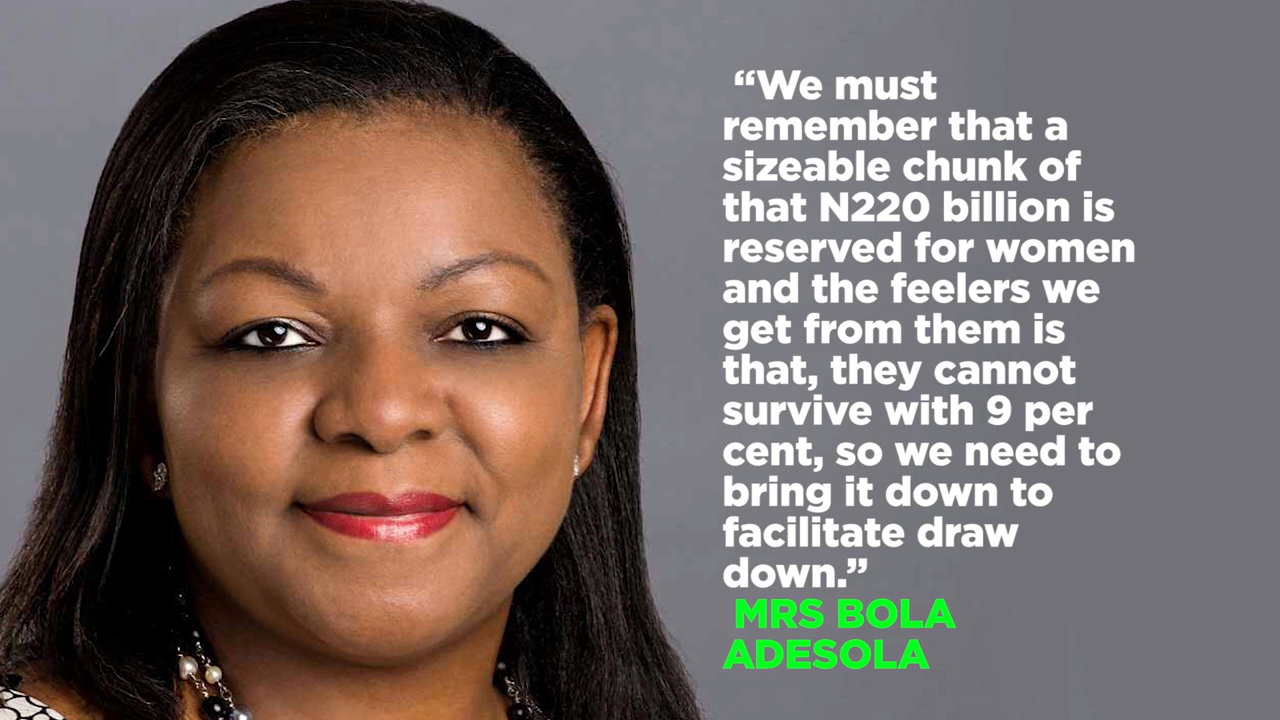 “We must
remember that a
sizeable chunk of
that N220 billion is
reserved for women
and the feelers we
get from them is
that, they cannot
survive with 9 per
cent, so we need to
bring it down to
facilitate draw
down.”
MRS BOLA
ADESOLA